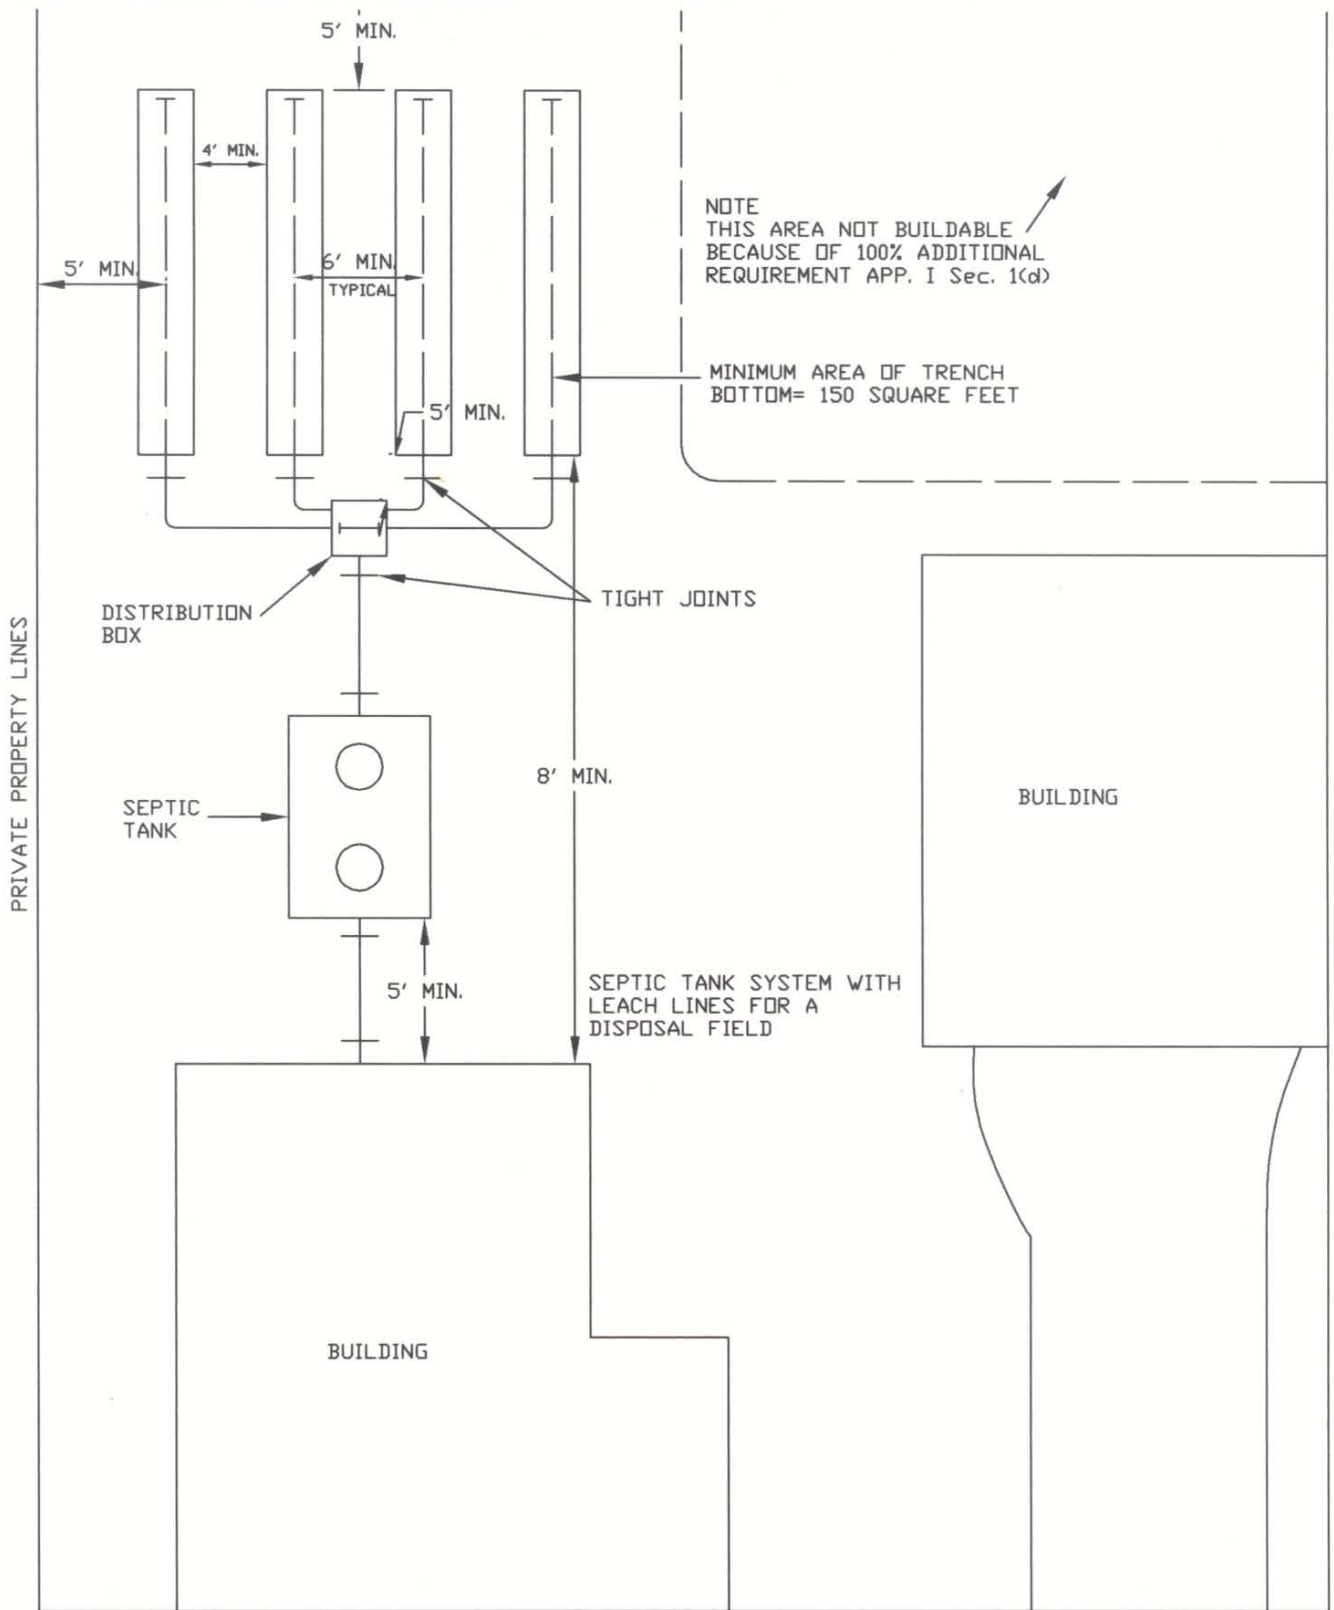 5' MIN.
4' MIN.
NOTE
THIS AREA NOT BUILDABLE
BECAUSE OF 100% ADDITIONAL
REQUIREMENT APP. I Sec. 1(d)
5' MIN.
6' MIN.
TYPICAL
MINIMUM AREA OF TRENCH
BOTTOM= 150 SQUARE FEET
5' MIN.
TIGHT JOINTS
DISTRIBUTION
BOX
PRIVATE PROPERTY LINES
8' MIN.
BUILDING
SEPTIC
TANK
5' MIN.
SEPTIC TANK SYSTEM WITH
LEACH LINES FOR A
DISPOSAL FIELD
BUILDING